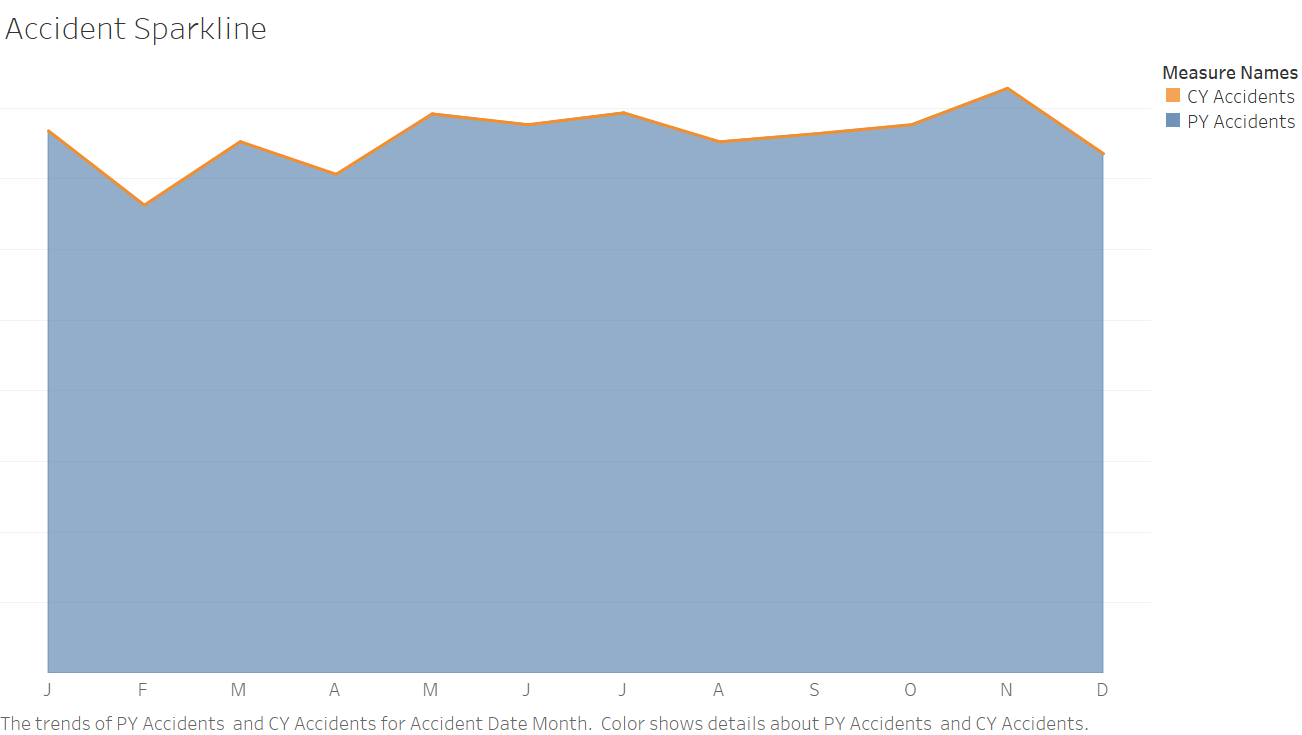 Accident Sparkline
Measure Names
CY Accidents
PY Accidents
J F M A M J J A S O N D
The trends of PY Accidents  and CY Accidents for Accident Date Month.  Color shows details about PY Accidents  and CY Accidents.